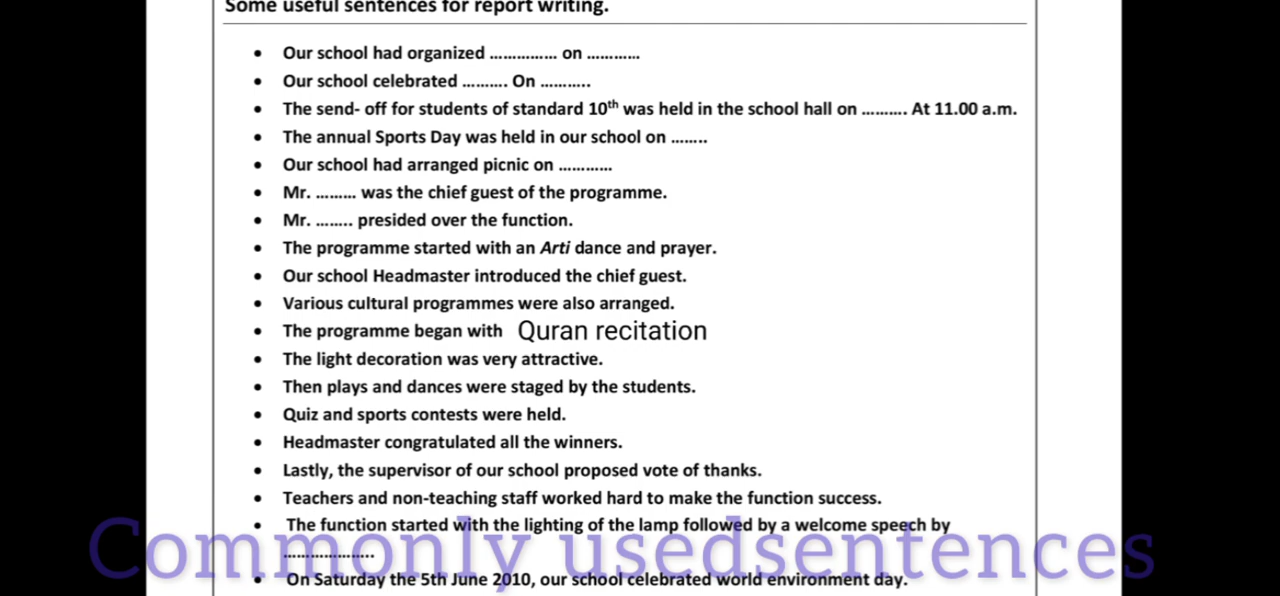 Some useful sentences for report writing.
• Our school had organized ............... on ............
• Our school celebrated .......... On ...........
• The send- off for students of standard 10th was held in the school hall on .......... At 11.00 a.m.
• The annual Sports Day was held in our school on ........
• Our school had arranged picnic on ............
• Mr. ......... was the chief guest of the programme.
• Mr. ........ presided over the function.
• The programme started with an Arti dance and prayer.
• Our school Headmaster introduced the chief guest.
• Various cultural programmes were also arranged.
• The programme began with Quran recitation
• The light decoration was very attractive.
• Then plays and dances were staged by the students.
• Quiz and sports contests were held.
• Headmaster congratulated all the winners.
• Lastly, the supervisor of our school proposed vote of thanks.
• Teachers and non-teaching staff worked hard to make the function success.
• The function started with the lighting of the lamp followed by a welcome speech by
....................
Commonly usedsentences
• On Saturday the 5th June 2010, our school celebrated world environment day.